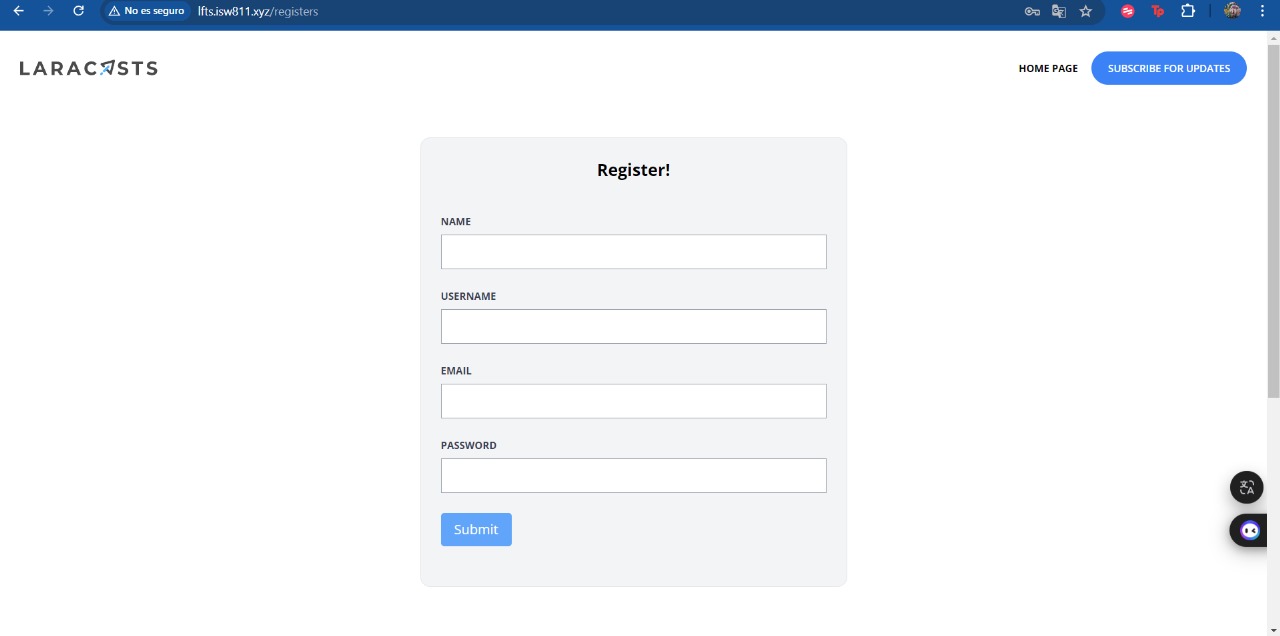 No es seguro lfts.isw811.xyz/registers
LARACASTS
HOME PAGE SUBSCRIBE FOR UPDATES
Register!
NAME
USERNAME
EMAIL
PASSWORD
Submit